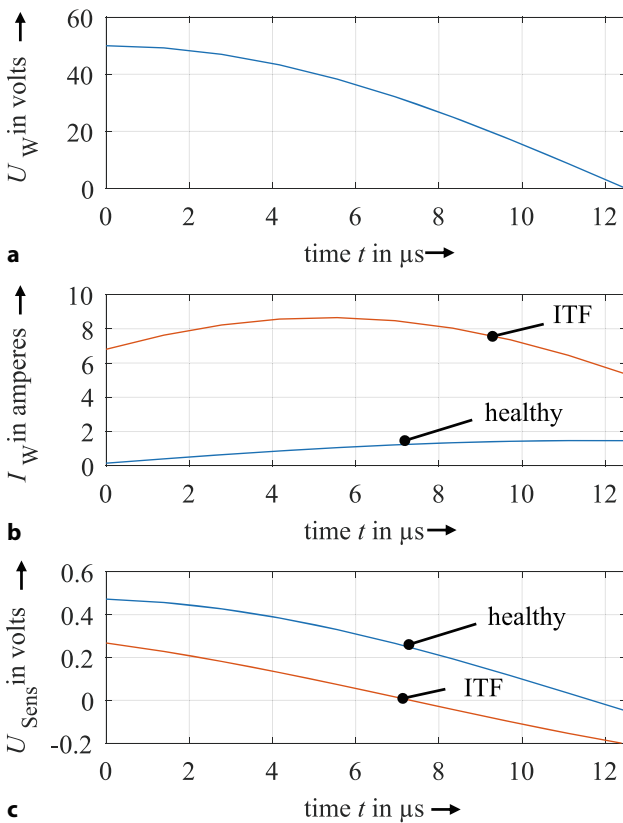 60
40
20
0
U W in volts
0 2 4 6 8 10 12
time t in µs
a
10
8
6
4
2
0
I W in amperes
ITF
healthy
0 2 4 6 8 10 12
time t in µs
b
0.6
0.4
0.2
0
-0.2
U Sens in volts
healthy
ITF
0 2 4 6 8 10 12
time t in µs
c